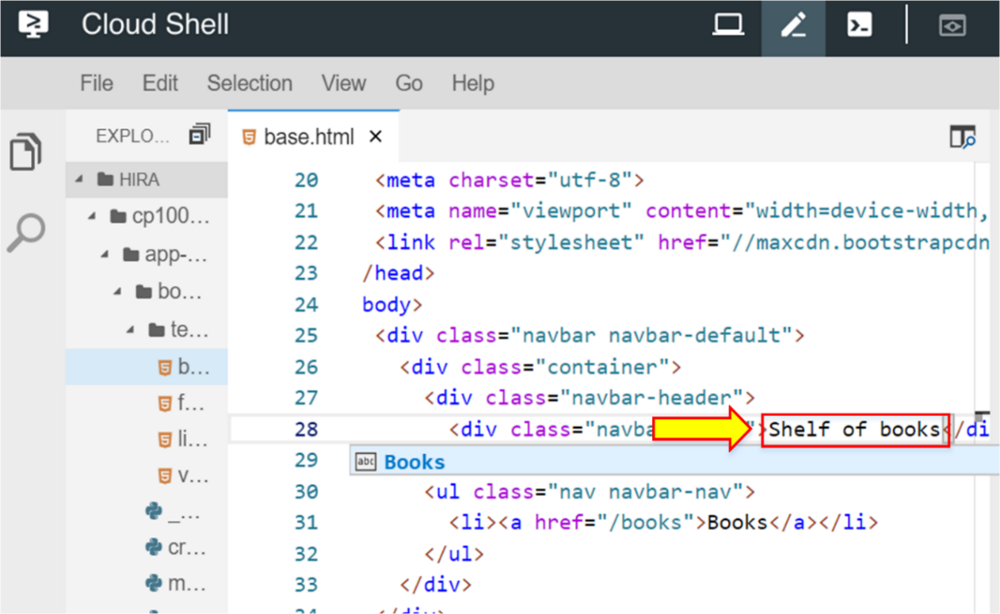 Cloud Shell
File Edit Selection View Go Help
EXPLO...
base.html ×
HIRA
cp100...
app-...
bo...
te...
b...
f...
li...
v...
_...
cr...
m...
20 <meta charset="utf-8">
21 <meta name="viewport" content="width=device-width,
22 <link rel="stylesheet" href="//maxcdn.bootstrapcdn
23 /head>
24 body>
25 <div class="navbar navbar-default">
26 <div class="container">
27 <div class="navbar-header">
28 <div class="navba ">Shelf of books</di
29 abc Books
30 <ul class="nav navbar-nav">
31 <li><a href="/books">Books</a></li>
32 </ul>
33 </div>
34 </div>